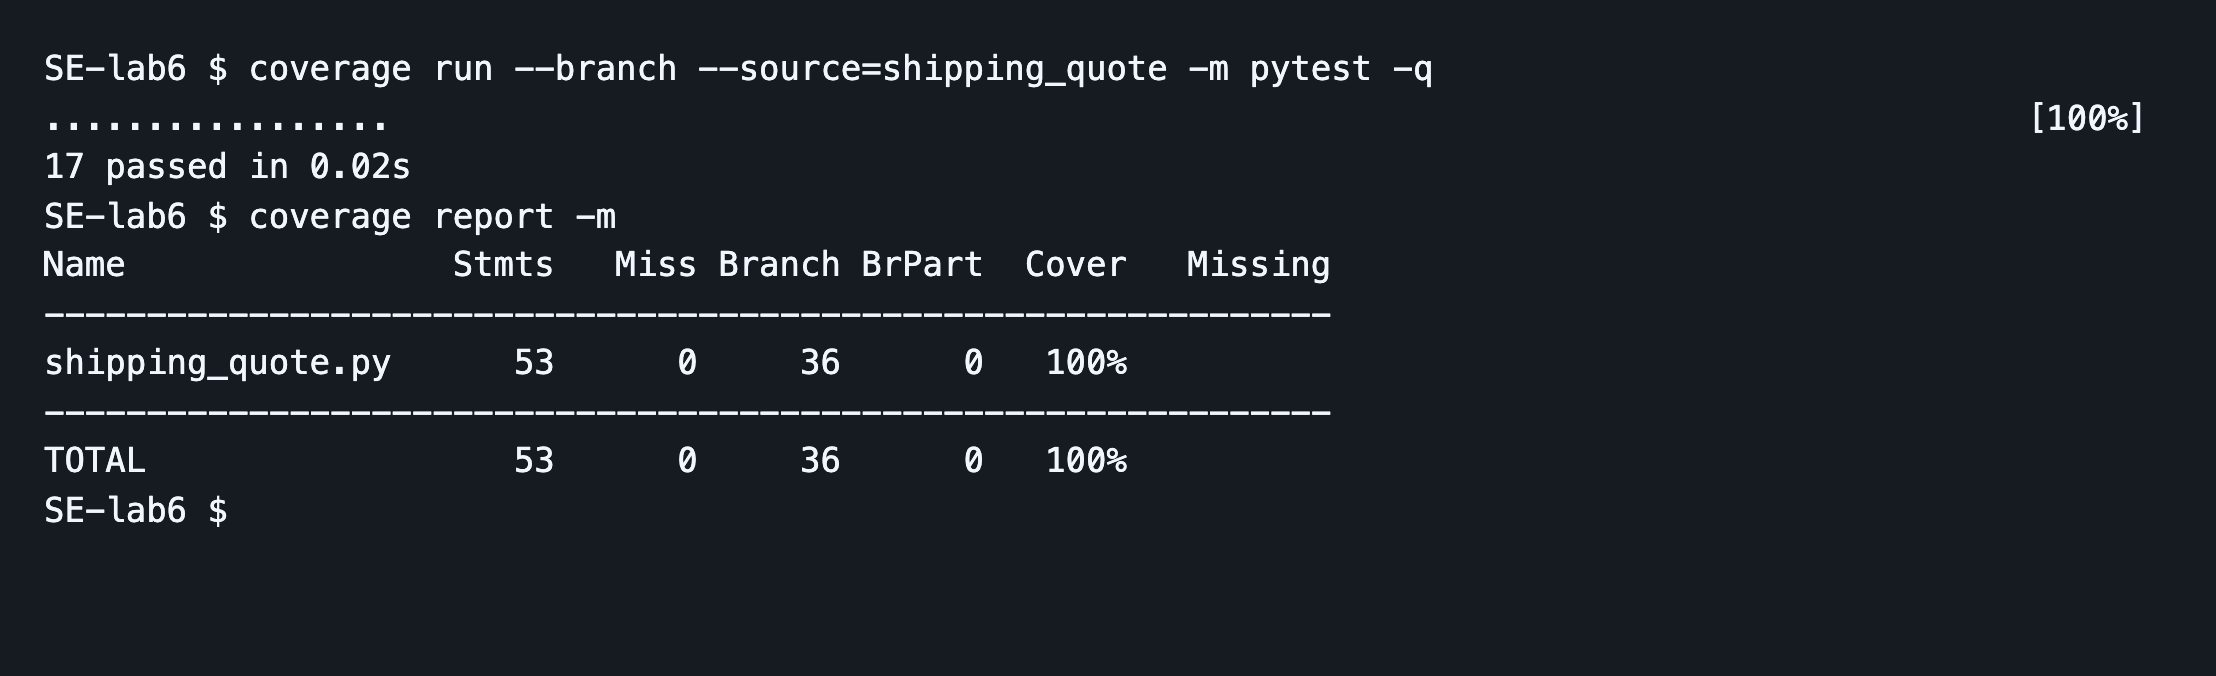 SE-lab6 $ coverage run --branch --source=shipping_quote -m pytest -q
................. [100%]
17 passed in 0.02s
SE-lab6 $ coverage report -m
Name                Stmts   Miss Branch BrPart  Cover   Missing
---------------------------------------------------------------
shipping_quote.py      53      0     36      0   100%
---------------------------------------------------------------
TOTAL                  53      0     36      0   100%
SE-lab6 $